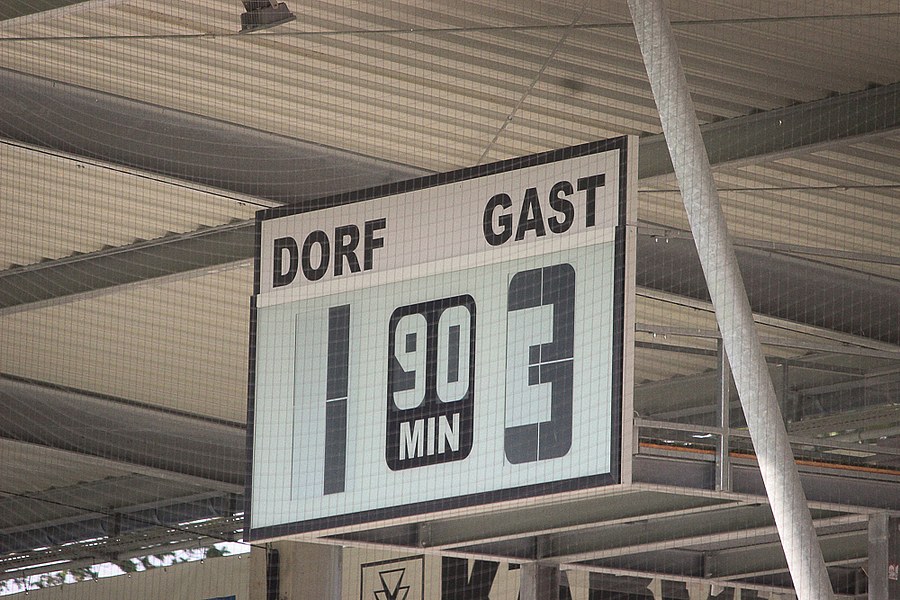 DORF GAST
1 90 3
MIN